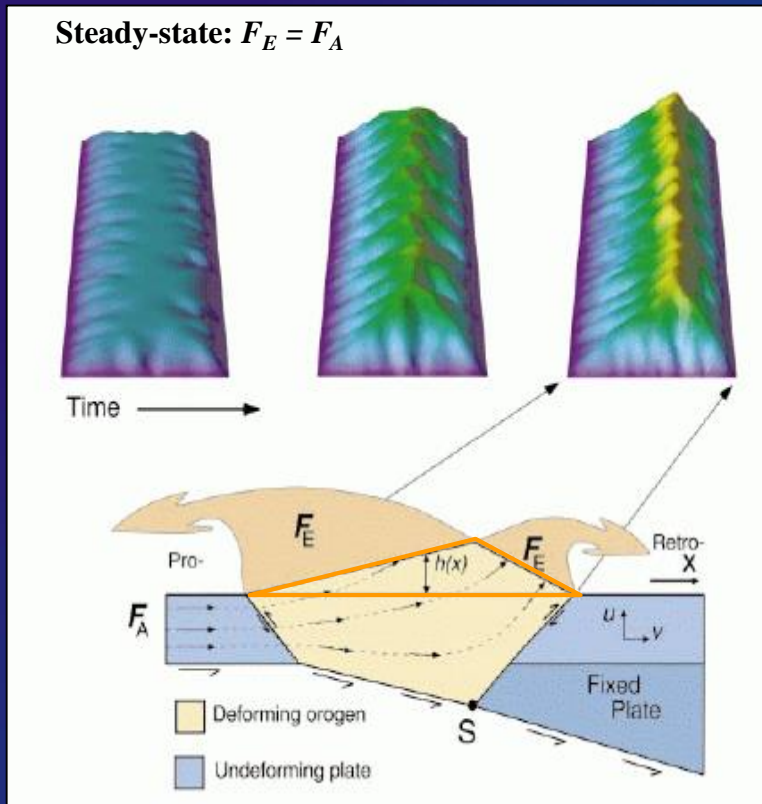 Steady-state: F_E = F_A
Time
F_E
F_E
Retro-
X
Pro-
h(x)
F_A
u
v
Fixed
Plate
Deforming orogen
S
Undeforming plate